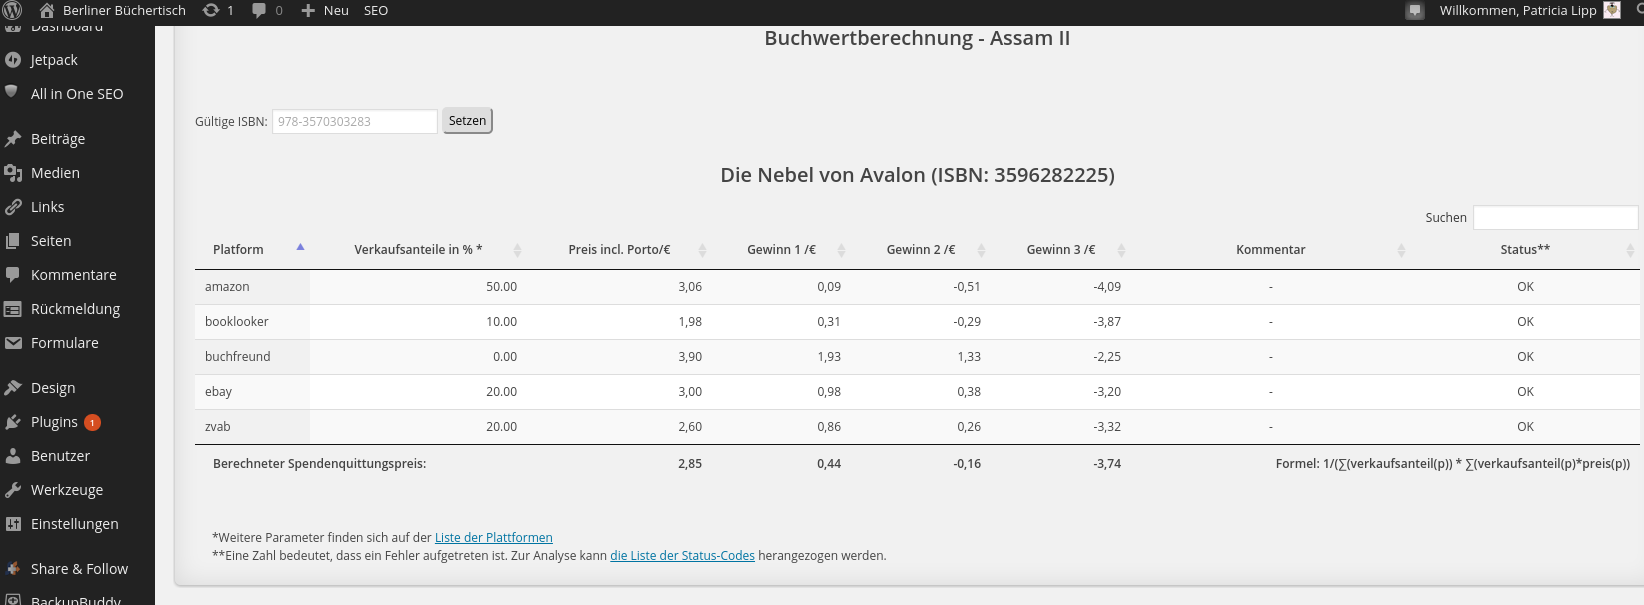 Berliner Büchertisch 1 0 Neu SEO Willkommen, Patricia Lipp
Dashboard
Jetpack
All in One SEO
Beiträge
Medien
Links
Seiten
Kommentare
Rückmeldung
Formulare
Design
Plugins 1
Benutzer
Werkzeuge
Einstellungen
Share & Follow
BackupBuddy
Buchwertberechnung - Assam II
Gültige ISBN: 978-3570303283 Setzen
Die Nebel von Avalon (ISBN: 3596282225)
Suchen
Platform Verkaufsanteile in % * Preis incl. Porto/€ Gewinn 1 /€ Gewinn 2 /€ Gewinn 3 /€ Kommentar Status**
amazon 50.00 3,06 0,09 -0,51 -4,09 - OK
booklooker 10.00 1,98 0,31 -0,29 -3,87 - OK
buchfreund 0.00 3,90 1,93 1,33 -2,25 - OK
ebay 20.00 3,00 0,98 0,38 -3,20 - OK
zvab 20.00 2,60 0,86 0,26 -3,32 - OK
Berechneter Spendenquittungspreis: 2,85 0,44 -0,16 -3,74 Formel: 1/(∑(verkaufsanteil(p)) * ∑(verkaufsanteil(p)*preis(p))
*Weitere Parameter finden sich auf der Liste der Plattformen
**Eine Zahl bedeutet, dass ein Fehler aufgetreten ist. Zur Analyse kann die Liste der Status-Codes herangezogen werden.